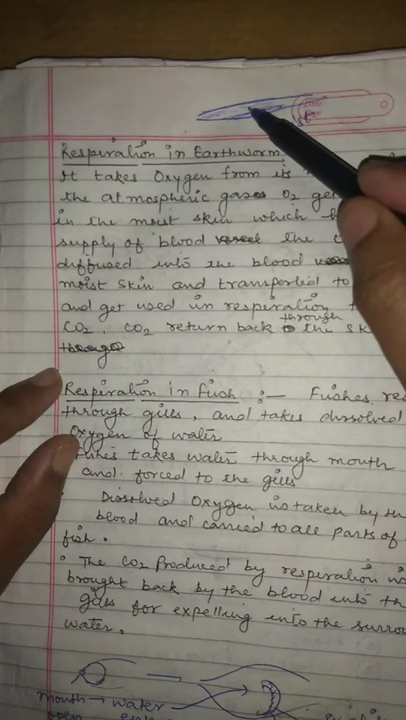 Respiration in Earthworm
It takes Oxygen from its
the atmospheric gases O2 get
in the moist skin which
supply of blood vessel the
diffused into the blood
moist skin and transported to
and get used in respiration
through
CO2. CO2 return back to the
through
Respiration in Fish :— Fishes
through gills, and takes dissolved
Oxygen of water
Fishes takes water through mouth
and forced to the gills
Dissolved Oxygen is taken by
blood and carried to all parts of
fish.
The CO2 produced by respiration is
brought back by the blood into
gills for expelling into the
water.
mouth → water
open